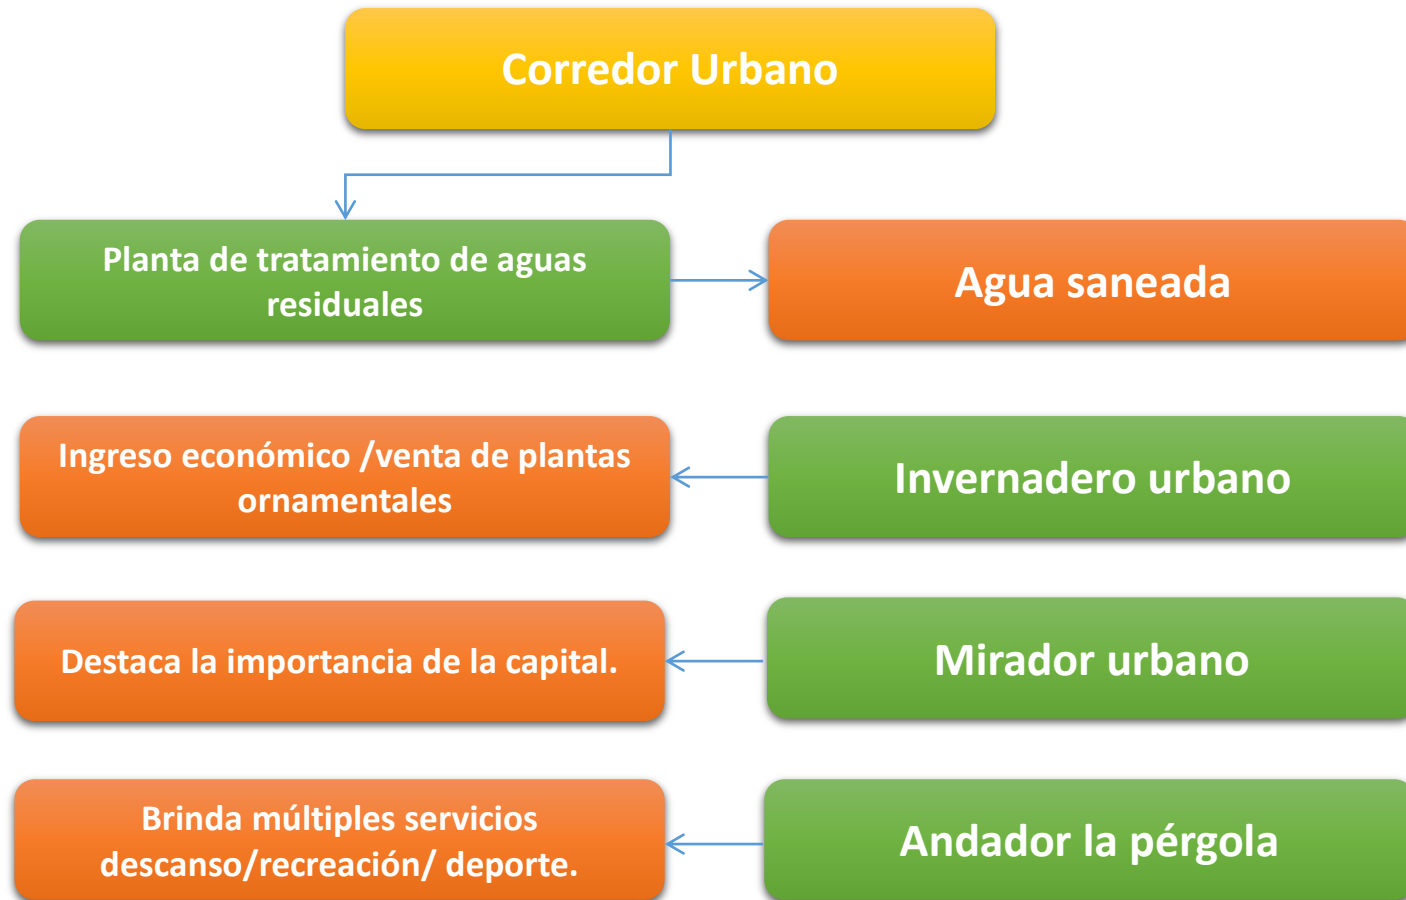 Corredor Urbano
Planta de tratamiento de aguas
residuales
Agua saneada
Ingreso económico /venta de plantas
ornamentales
Invernadero urbano
Destaca la importancia de la capital.
Mirador urbano
Brinda múltiples servicios
descanso/recreación/ deporte.
Andador la pérgola